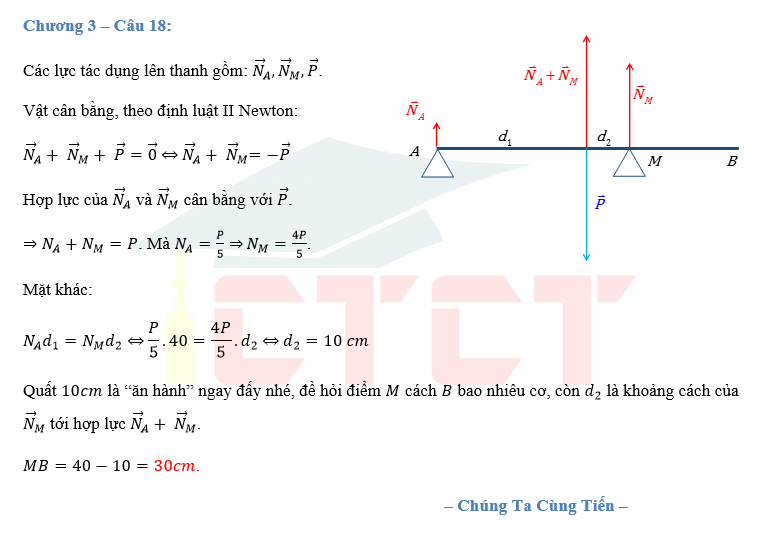 Chương 3 – Câu 18:
Các lực tác dụng lên thanh gồm: $\vec{N}_A, \vec{N}_M, \vec{P}$.
Vật cân bằng, theo định luật II Newton:
$\vec{N}_A + \vec{N}_M + \vec{P} = \vec{0} \Leftrightarrow \vec{N}_A + \vec{N}_M = -\vec{P}$
Hợp lực của $\vec{N}_A$ và $\vec{N}_M$ cân bằng với $\vec{P}$.
$\Rightarrow N_A + N_M = P$. Mà $N_A = \frac{P}{5} \Rightarrow N_M = \frac{4P}{5}$.
Mặt khác:
$N_A d_1 = N_M d_2 \Leftrightarrow \frac{P}{5}.40 = \frac{4P}{5}.d_2 \Leftrightarrow d_2 = 10\ cm$
Quất $10cm$ là “ăn hành” ngay đấy nhé, đề hỏi điểm $M$ cách $B$ bao nhiêu cơ, còn $d_2$ là khoảng cách của
$\vec{N}_M$ tới hợp lực $\vec{N}_A + \vec{N}_M$.
$MB = 40 - 10 = 30cm.$
$\vec{N}_A + \vec{N}_M$
$\vec{N}_M$
$\vec{N}_A$
$d_1$
$d_2$
A
M
B
$\vec{P}$
CTCT
– Chúng Ta Cùng Tiến –